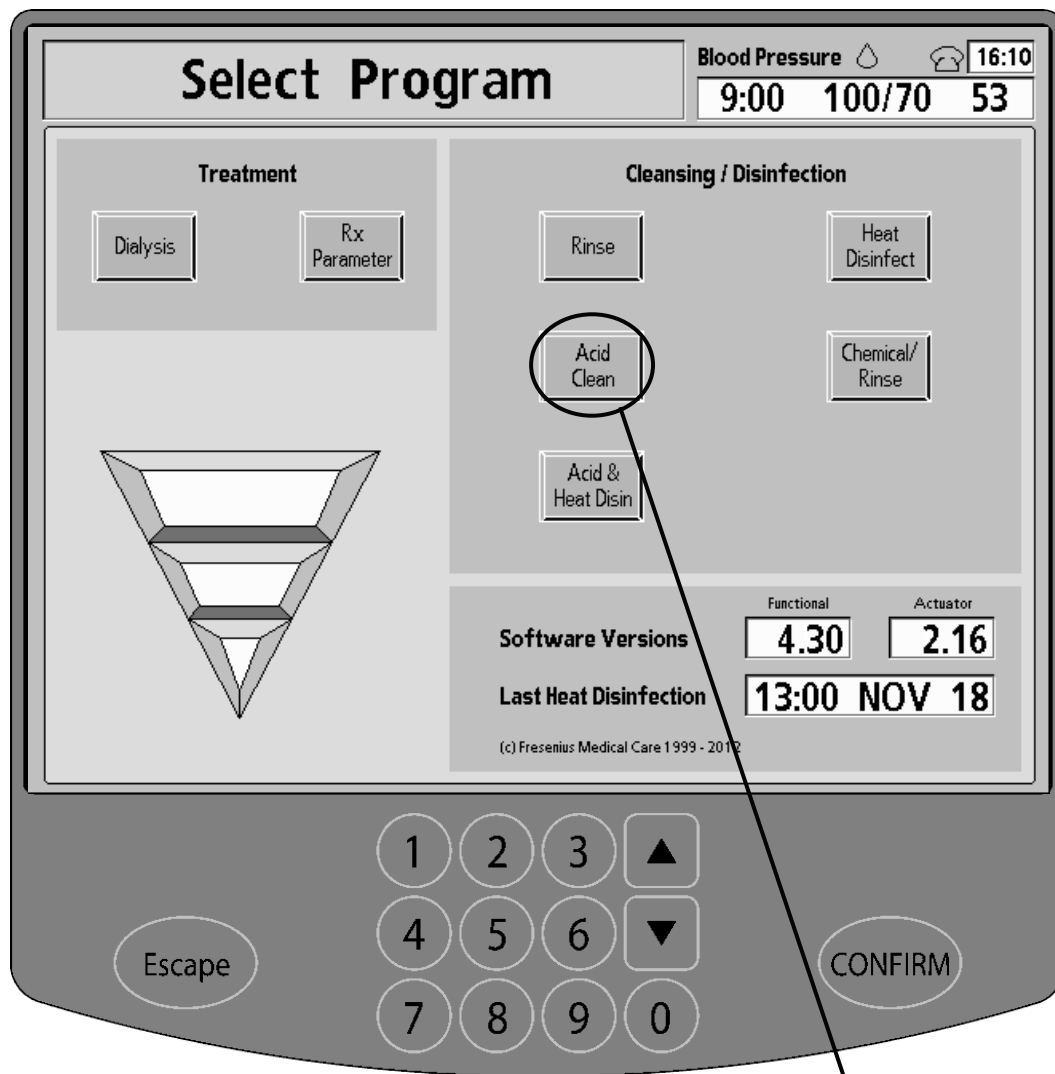 Select Program
Blood Pressure 16:10
9:00 100/70 53
Treatment
Dialysis
Rx
Parameter
Cleansing / Disinfection
Rinse
Heat
Disinfect
Acid
Clean
Chemical/
Rinse
Acid &
Heat Disin
Functional Actuator
Software Versions 4.30 2.16
Last Heat Disinfection 13:00 NOV 18
(c) Fresenius Medical Care 1999 - 2012
1 2 3
4 5 6
Escape
CONFIRM
7 8 9 0